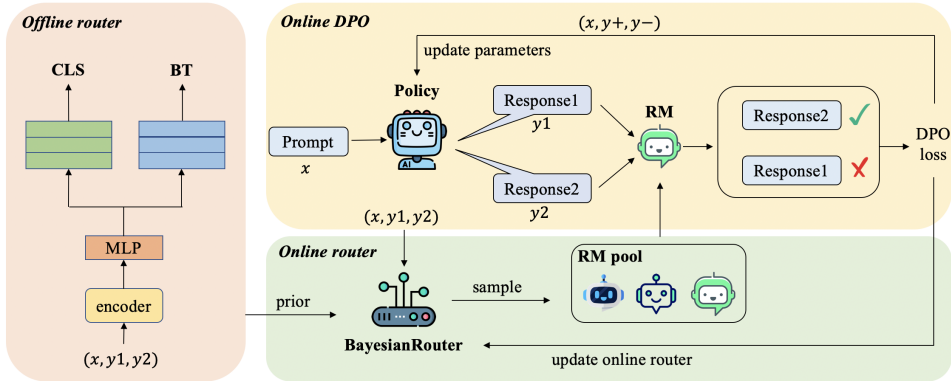 Offline router
CLS
BT
MLP
encoder
(x, y1, y2)
Online DPO
(x, y+, y−)
update parameters
Policy
Prompt
x
AI
Response1
y1
Response2
y2
RM
Response2
Response1
DPO
loss
(x, y1, y2)
Online router
prior
BayesianRouter
sample
RM pool
update online router